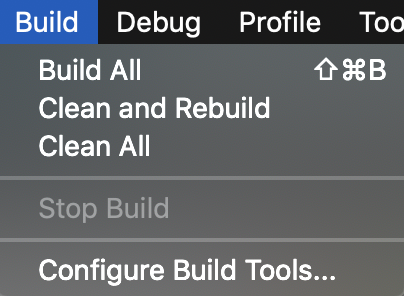 Build Debug Profile Too
Build All ⇧⌘B
Clean and Rebuild
Clean All
Stop Build
Configure Build Tools...